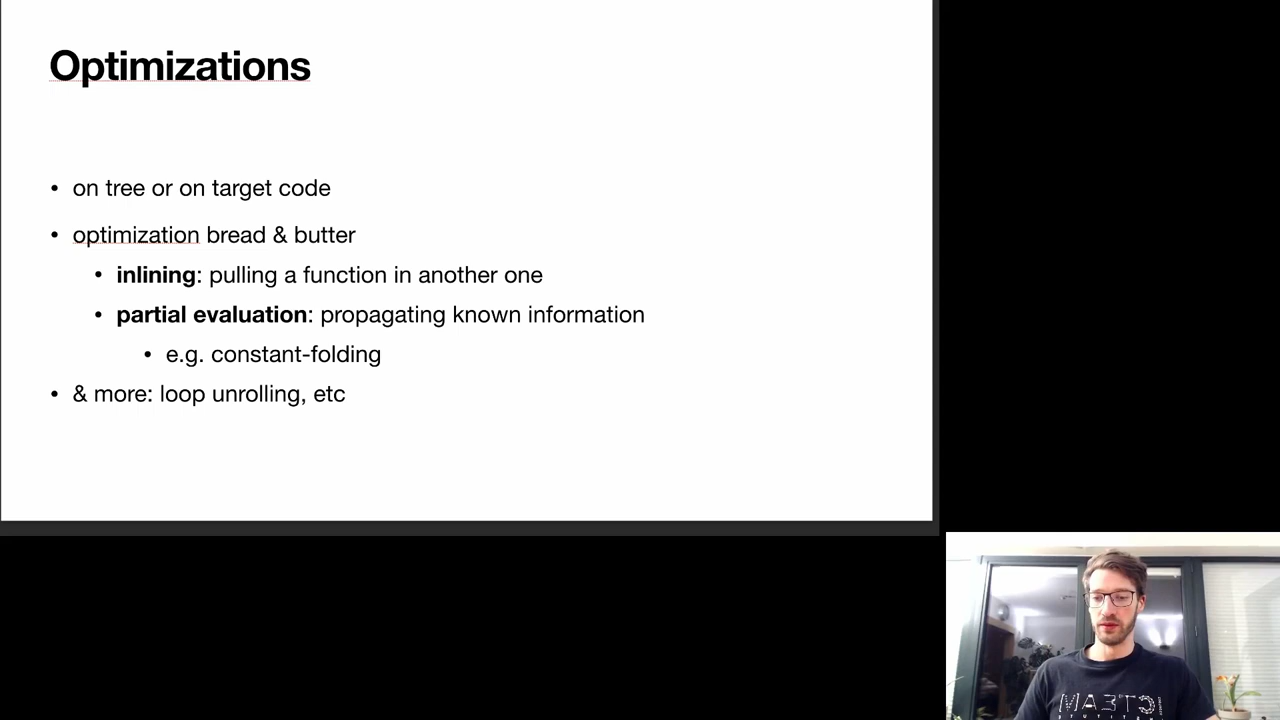 Optimizations
• on tree or on target code
• optimization bread & butter
• inlining: pulling a function in another one
• partial evaluation: propagating known information
• e.g. constant-folding
• & more: loop unrolling, etc
ICTEAM